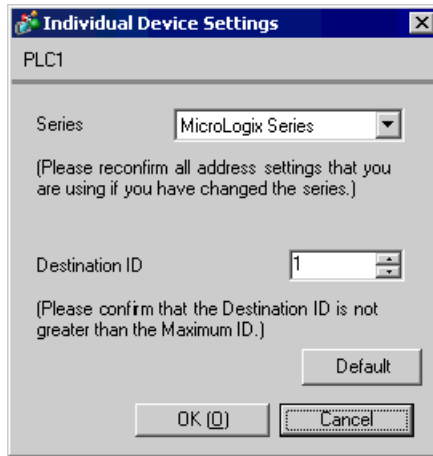 Individual Device Settings
PLC1
Series
MicroLogix Series
(Please reconfirm all address settings that you
are using if you have changed the series.)
Destination ID
1
(Please confirm that the Destination ID is not
greater than the Maximum ID.)
Default
OK (O)
Cancel